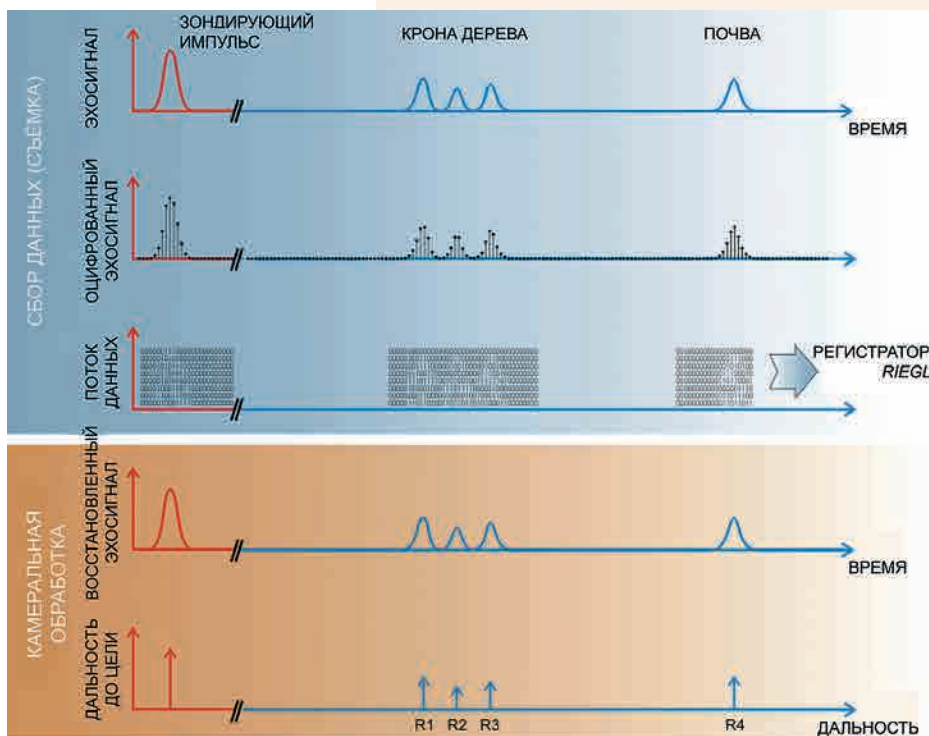 ЗОНДИРУЮЩИЙ
ИМПУЛЬС
КРОНА ДЕРЕВА
ПОЧВА
ЭХОСИГНАЛ
ВРЕМЯ
СБОР ДАННЫХ (СЪЁМКА)
ОЦИФРОВАННЫЙ
ЭХОСИГНАЛ
ПОТОК
ДАННЫХ
РЕГИСТРАТОР
RIEGL
КАМЕРАЛЬНАЯ
ОБРАБОТКА
ВОССТАНОВЛЕННЫЙ
ЭХОСИГНАЛ
ВРЕМЯ
ДАЛЬНОСТЬ
ДО ЦЕЛИ
R1
R2
R3
R4
ДАЛЬНОСТЬ